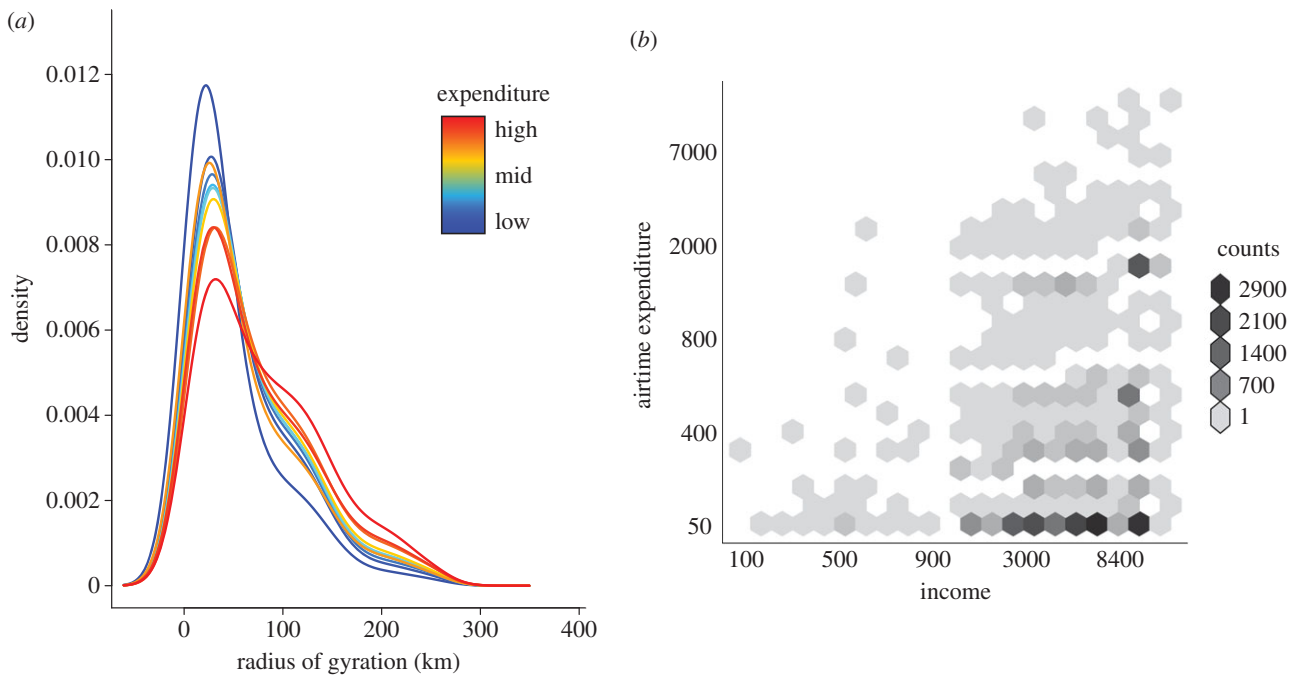 (a)
0.012
0.010
0.008
0.006
0.004
0.002
0
density
0
100
200
300
400
radius of gyration (km)
expenditure
high
mid
low
(b)
7000
2000
800
400
50
airtime expenditure
100
500
900
3000
8400
income
counts
2900
2100
1400
700
1